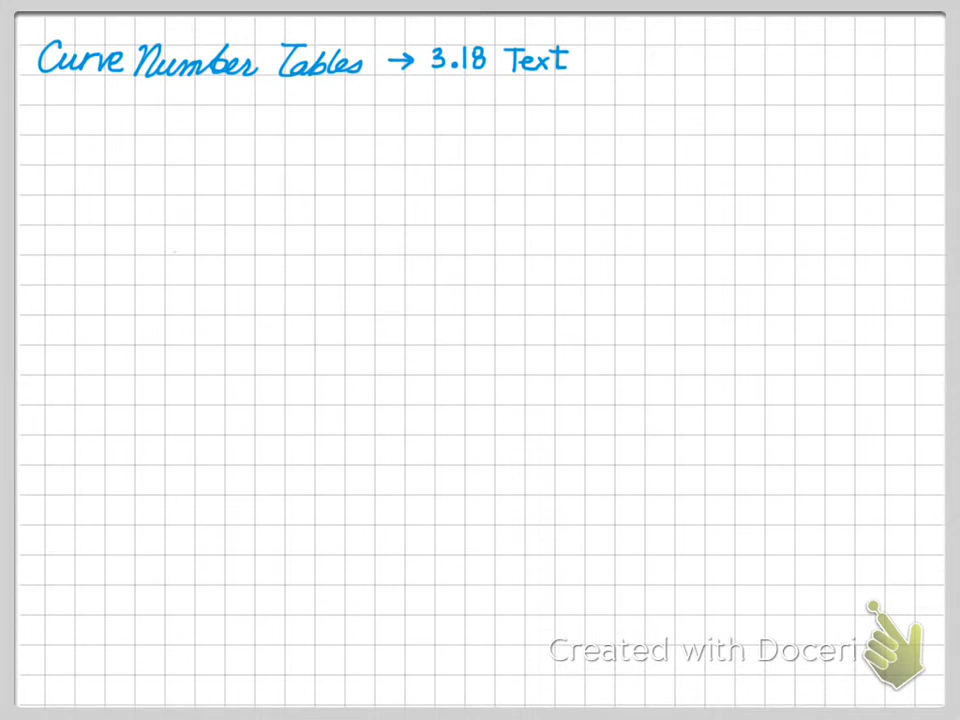 Curve Number Tables → 3.18 Text
Created with Doceri